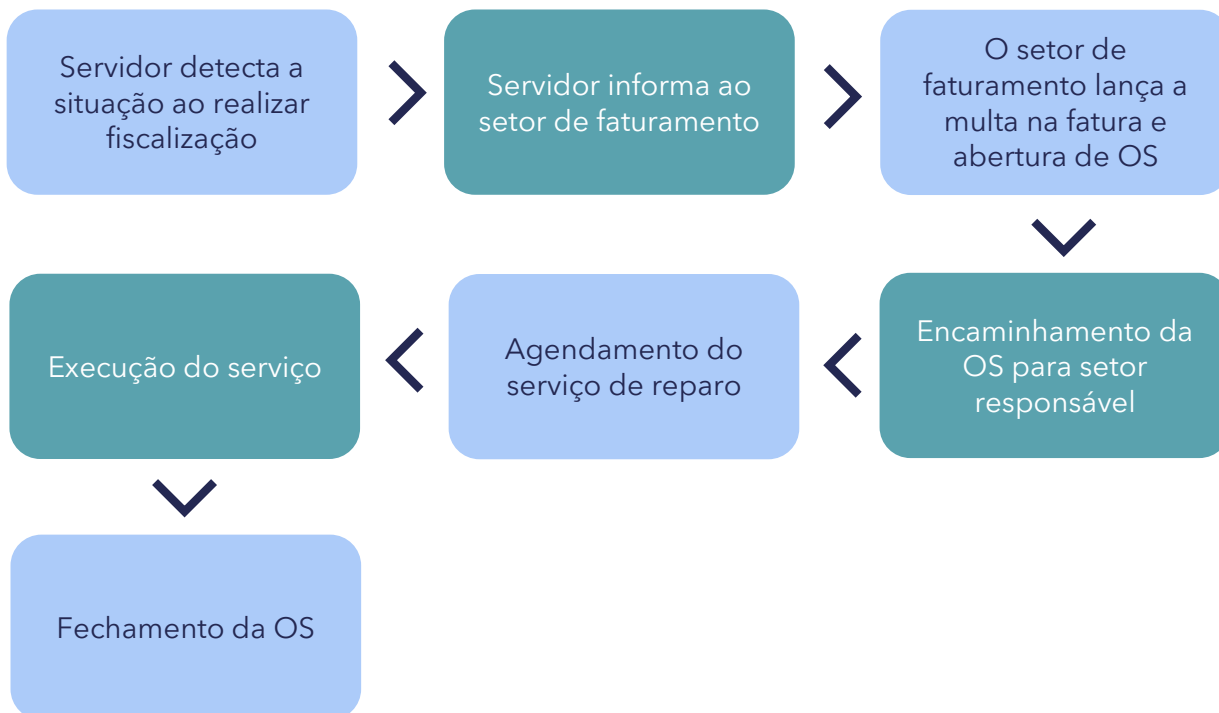 Servidor detecta a
situação ao realizar
fiscalização
Servidor informa ao
setor de faturamento
O setor de
faturamento lança a
multa na fatura e
abertura de OS
Encaminhamento da
OS para setor
responsável
Agendamento do
serviço de reparo
Execução do serviço
Fechamento da OS